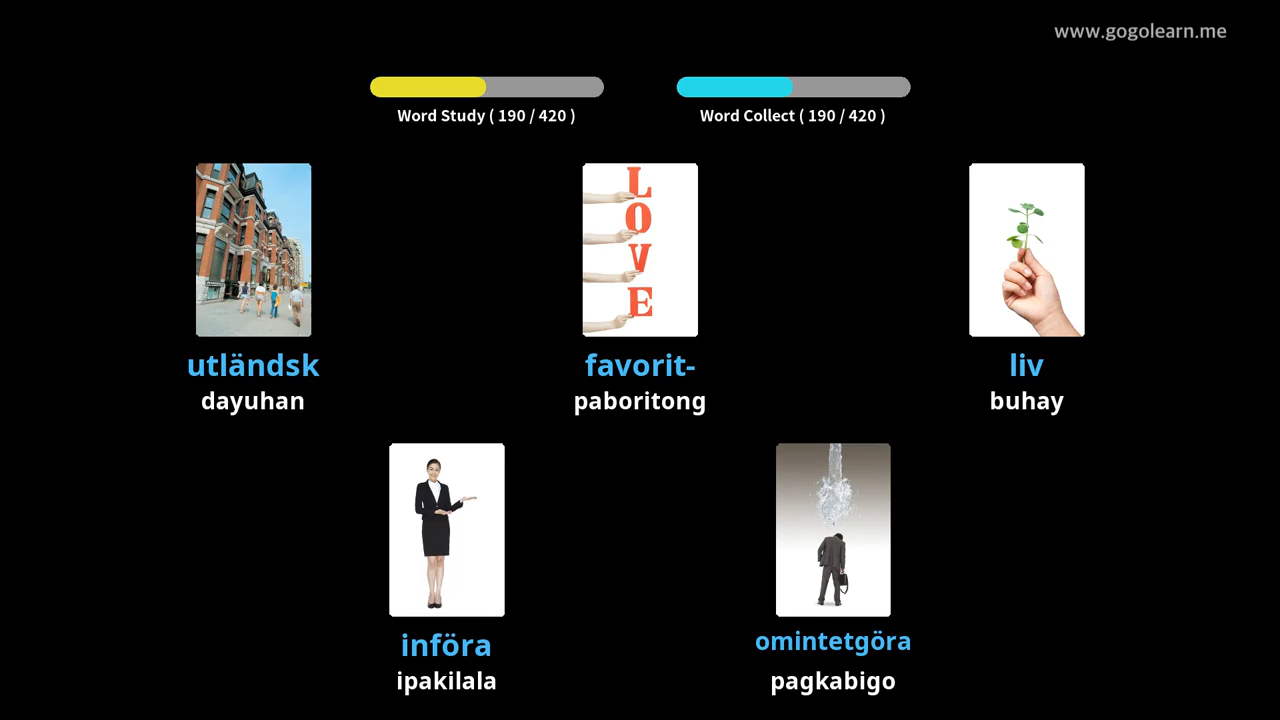 www.gogolearn.me
Word Study ( 190 / 420 )
Word Collect ( 190 / 420 )
L
O
V
E
utländsk
dayuhan
favorit-
paboritong
liv
buhay
införa
ipakilala
omintetgöra
pagkabigo